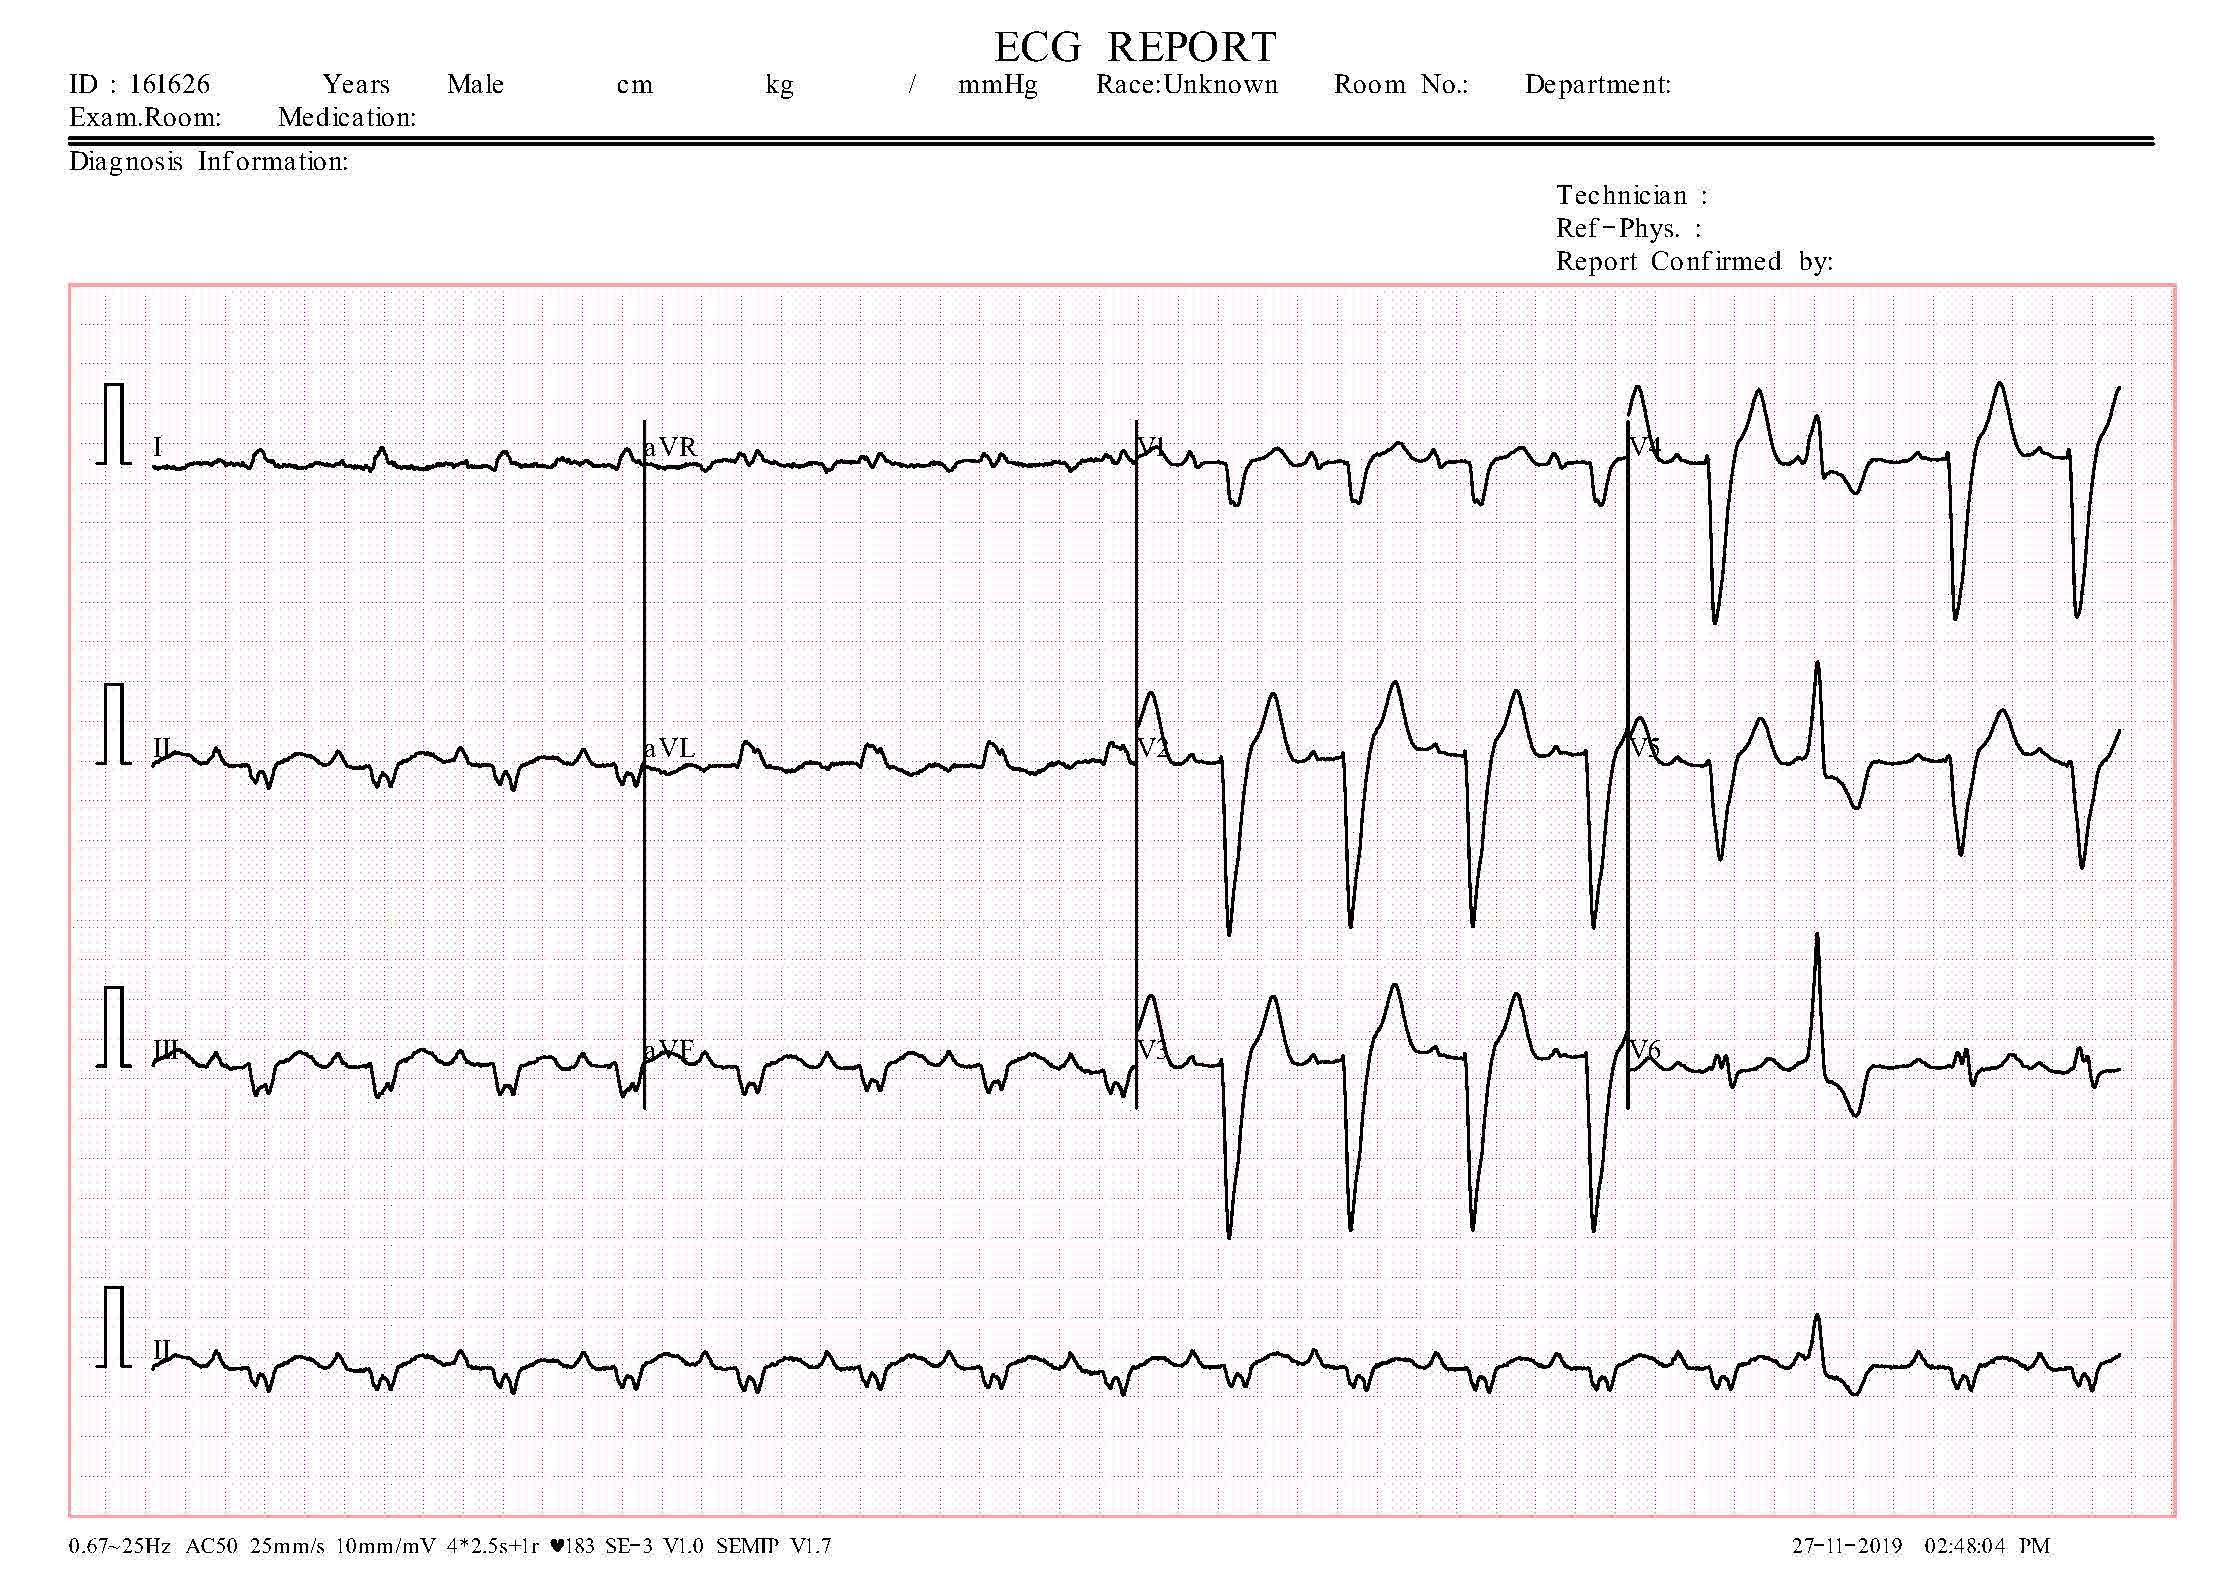 ECG REPORT
ID : 161626 Years Male cm kg / mmHg Race:Unknown Room No.: Department:
Exam.Room: Medication:
Diagnosis Information:
Technician :
Ref-Phys. :
Report Confirmed by:
I aVR V1 V4
II aVL V2 V5
III aVF V3 V6
II
0.67~25Hz AC50 25mm/s 10mm/mV 4*2.5s+1r ♥183 SE-3 V1.0 SEMIP V1.7 27-11-2019 02:48:04 PM